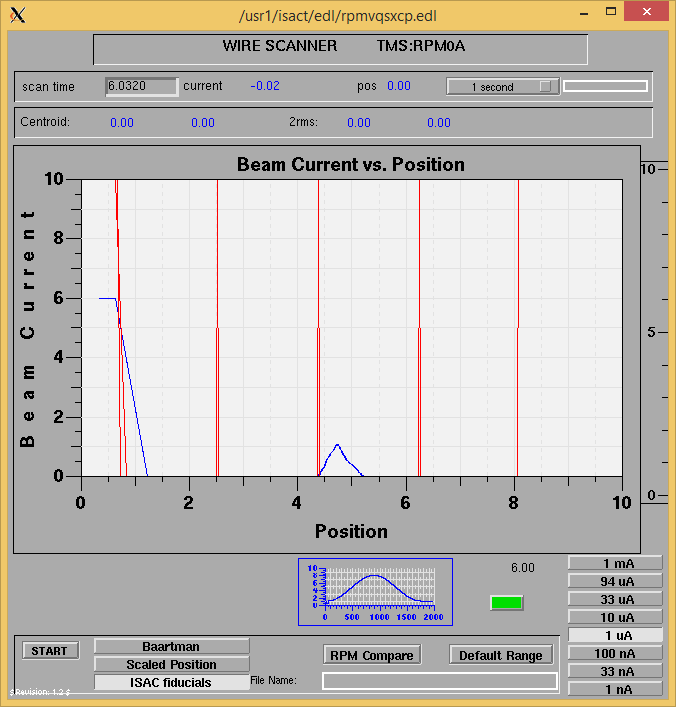 /usr1/isact/edl/rpmvqsxcp.edl
WIRE SCANNER TMS:RPM0A
scan time 6.0320 current -0.02 pos 0.00 1 second
Centroid: 0.00 0.00 2rms: 0.00 0.00
Beam Current vs. Position
10
8
6
4
2
0
Beam Current
0 2 4 6 8 10
Position
10
5
0
10
8
6
4
2
0
0 500 1000 1500 2000
6.00
1 mA
94 uA
33 uA
10 uA
1 uA
100 nA
33 nA
1 nA
START
Baartman
Scaled Position
ISAC fiducials
RPM Compare
Default Range
File Name:
$Revision: 1.2 $